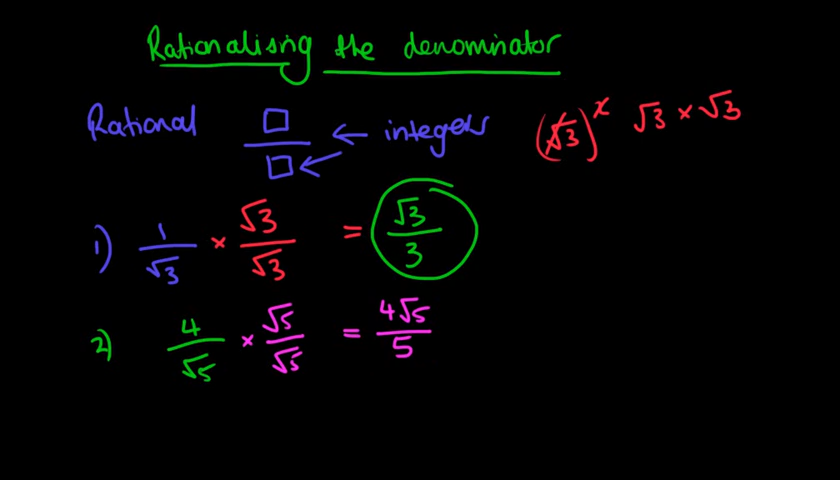 Rationalising the denominator
Rational □/□ ← integers (√3)^x √3 × √3
1) 1/√3 × √3/√3 = √3/3
2) 4/√5 × √5/√5 = 4√5/5